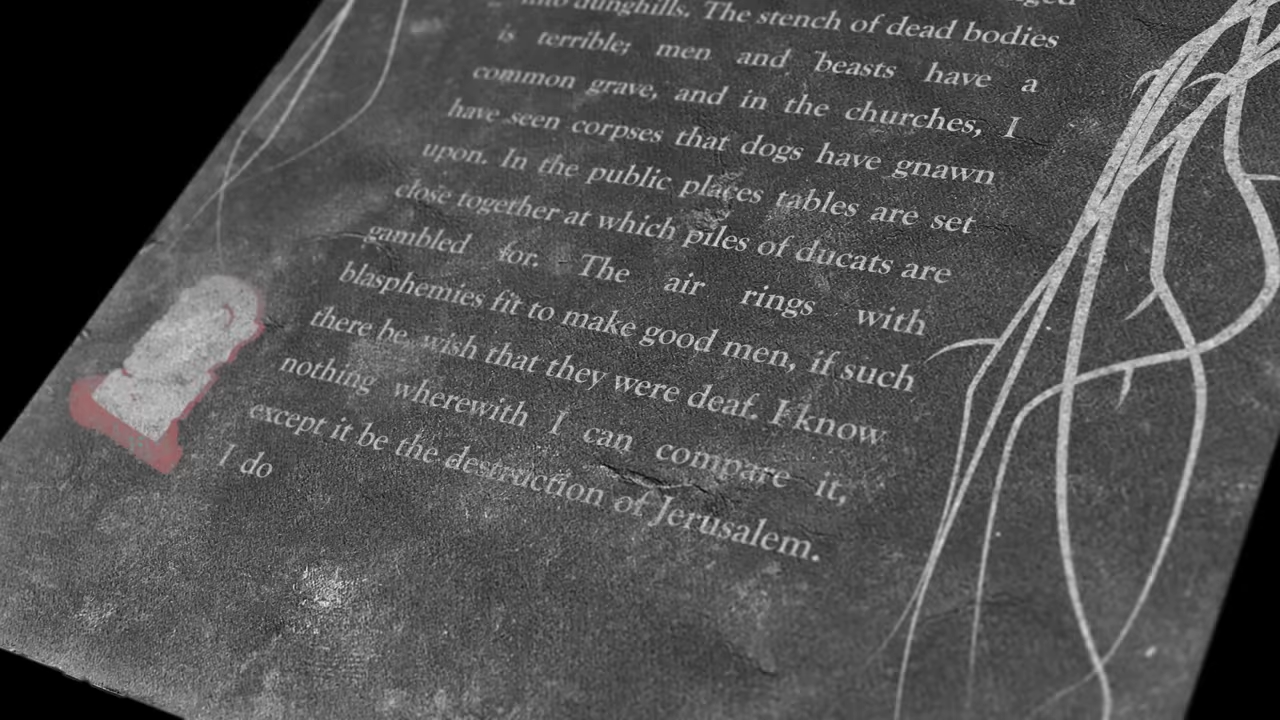 into dunghills. The stench of dead bodies
is terrible; men and beasts have a
common grave, and in the churches, I
have seen corpses that dogs have gnawn
upon. In the public places tables are set
close together at which piles of ducats are
gambled for. The air rings with
blasphemies fit to make good men, if such
there be, wish that they were deaf. I know
nothing wherewith I can compare it,
except it be the destruction of Jerusalem.
I do